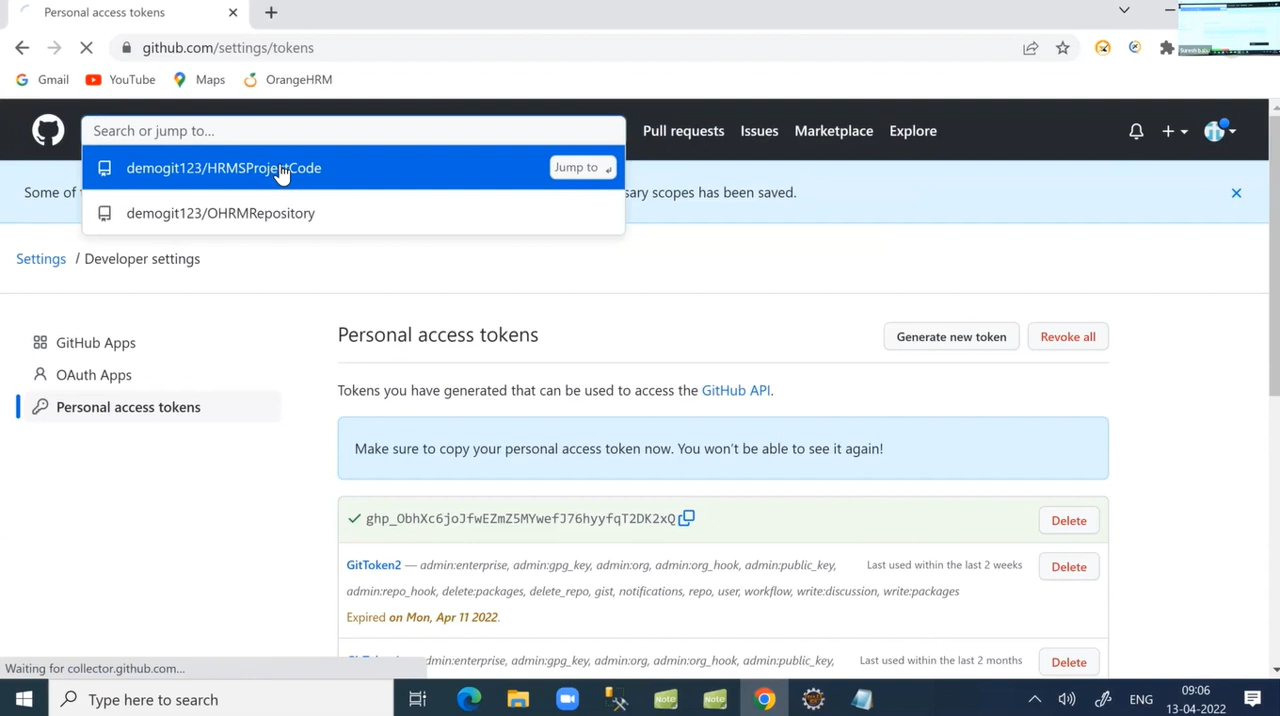 Personal access tokens
github.com/settings/tokens
Gmail
YouTube
Maps
OrangeHRM
Search or jump to...
Pull requests
Issues
Marketplace
Explore
demogit123/HRMSProjectCode
Jump to
demogit123/OHRMRepository
Some of
sary scopes has been saved.
Settings / Developer settings
GitHub Apps
OAuth Apps
Personal access tokens
Personal access tokens
Generate new token
Revoke all
Tokens you have generated that can be used to access the GitHub API.
Make sure to copy your personal access token now. You won't be able to see it again!
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
Delete
GitToken2 — admin:enterprise, admin:gpg_key, admin:org, admin:org_hook, admin:public_key,
Last used within the last 2 weeks
Delete
admin:repo_hook, delete:packages, delete_repo, gist, notifications, repo, user, workflow, write:discussion, write:packages
Expired on Mon, Apr 11 2022.
dmin:enterprise, admin:gpg_key, admin:org, admin:org_hook, admin:public_key,
Last used within the last 2 months
Delete
Waiting for collector.github.com...
Type here to search
ENG
09:06
13-04-2022